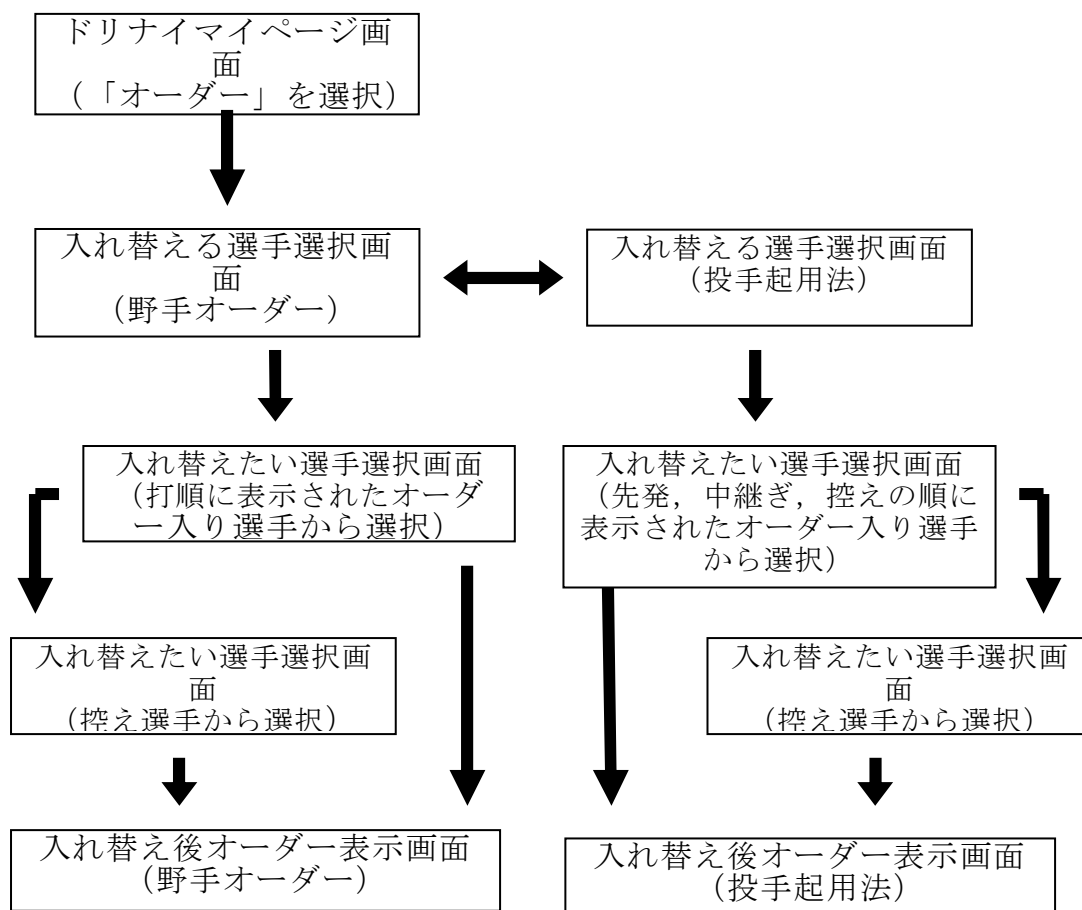 ドリナイマイページ画
面
（「オーダー」を選択）
入れ替える選手選択画
面
（野手オーダー）
入れ替える選手選択画面
（投手起用法）
入れ替えたい選手選択画面
（打順に表示されたオーダ
ー入り選手から選択）
入れ替えたい選手選択画面
（先発，中継ぎ，控えの順に
表示されたオーダー入り選手
から選択）
入れ替えたい選手選択画
面
（控え選手から選択）
入れ替えたい選手選択画
面
（控え選手から選択）
入れ替え後オーダー表示画面
（野手オーダー）
入れ替え後オーダー表示画面
（投手起用法）